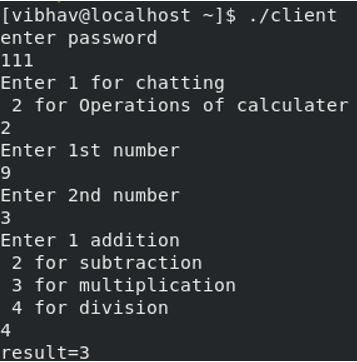 [vibhav@localhost ~]$ ./client
enter password
111
Enter 1 for chatting
 2 for Operations of calculater
2
Enter 1st number
9
Enter 2nd number
3
Enter 1 addition
 2 for subtraction
 3 for multiplication
 4 for division
4
result=3